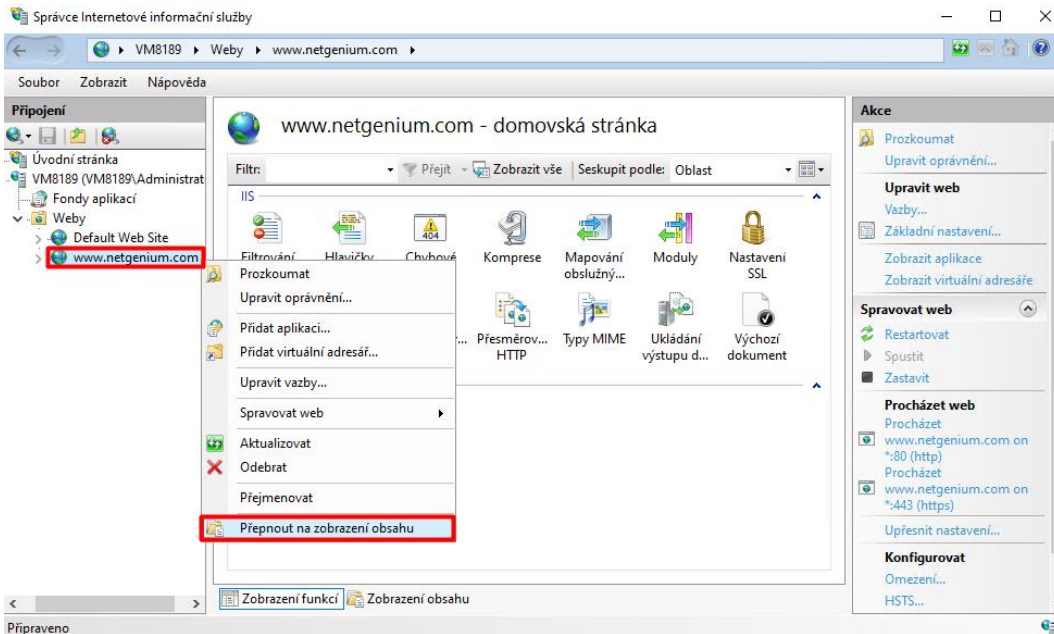 Správce Internetové informační služby
VM8189 Weby www.netgenium.com
Soubor Zobrazit Nápověda
Připojení
Úvodní stránka
VM8189 (VM8189\Administrat
Fondy aplikací
Weby
Default Web Site
www.netgenium.com
www.netgenium.com - domovská stránka
Filtr: Přejít Zobrazit vše Seskupit podle: Oblast
IIS
404
Filtrování Hlavičky Chybové Komprese Mapování obslužný... Moduly Nastavení SSL
... Přesměrov... HTTP Typy MIME Ukládání výstupu d... Výchozí dokument
Prozkoumat
Upravit oprávnění...
Přidat aplikaci...
Přidat virtuální adresář...
Upravit vazby...
Spravovat web
Aktualizovat
Odebrat
Přejmenovat
Přepnout na zobrazení obsahu
Zobrazení funkcí Zobrazení obsahu
Akce
Prozkoumat
Upravit oprávnění...
Upravit web
Vazby...
Základní nastavení...
Zobrazit aplikace
Zobrazit virtuální adresáře
Spravovat web
Restartovat
Spustit
Zastavit
Procházet web
Procházet
www.netgenium.com on
*:80 (http)
Procházet
www.netgenium.com on
*:443 (https)
Upřesnit nastavení...
Konfigurovat
Omezení...
HSTS...
Připraveno